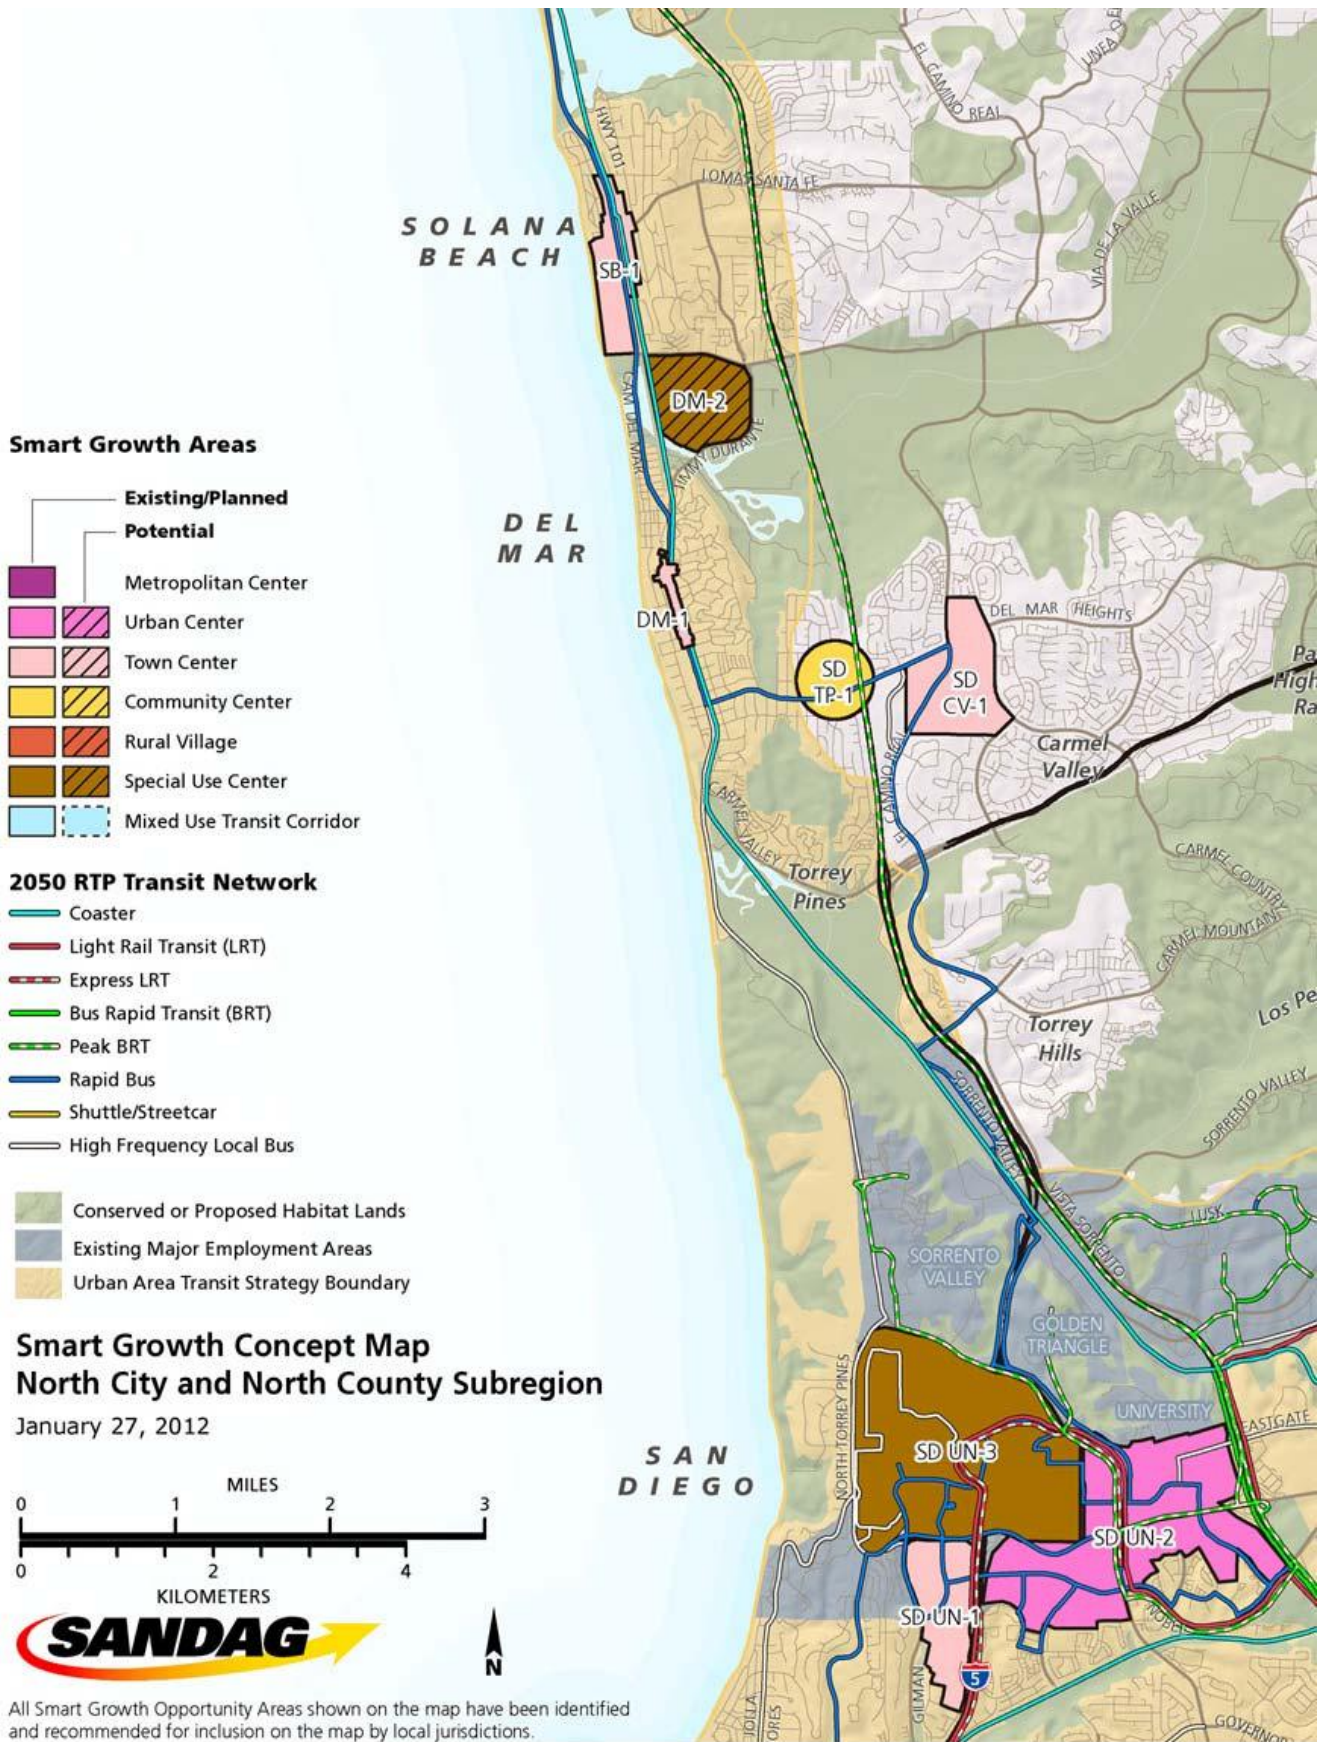 HWY 101
EL CAMINO REAL
LOMAS SANTA FE
VIA DE LA VALLE
SOLANA
BEACH
SB-1
CAM DEL MAR
DM-2
JIMMY DURANTE
DEL
MAR
DM-1
DEL MAR HEIGHTS
SD
TP-1
SD
CV-1
EL CAMINO REAL
Carmel
Valley
CARMEL VALLEY
Torrey
Pines
CARMEL COUNTRY
CARMEL MOUNTAIN
Torrey
Hills
SORRENTO VALLEY
SORRENTO VALLEY
VISTA SORRENTO
LUSK
SORRENTO
VALLEY
GOLDEN
TRIANGLE
UNIVERSITY
EASTGATE
NORTH TORREY PINES
SAN
DIEGO
SD UN-3
SD UN-2
SD UN-1
NOBEL
GILMAN
5
Smart Growth Areas
Existing/Planned
Potential
Metropolitan Center
Urban Center
Town Center
Community Center
Rural Village
Special Use Center
Mixed Use Transit Corridor
2050 RTP Transit Network
Coaster
Light Rail Transit (LRT)
Express LRT
Bus Rapid Transit (BRT)
Peak BRT
Rapid Bus
Shuttle/Streetcar
High Frequency Local Bus
Conserved or Proposed Habitat Lands
Existing Major Employment Areas
Urban Area Transit Strategy Boundary
Smart Growth Concept Map
North City and North County Subregion
January 27, 2012
MILES
0 1 2 3
0 2 4
KILOMETERS
SANDAG
N
All Smart Growth Opportunity Areas shown on the map have been identified
and recommended for inclusion on the map by local jurisdictions.